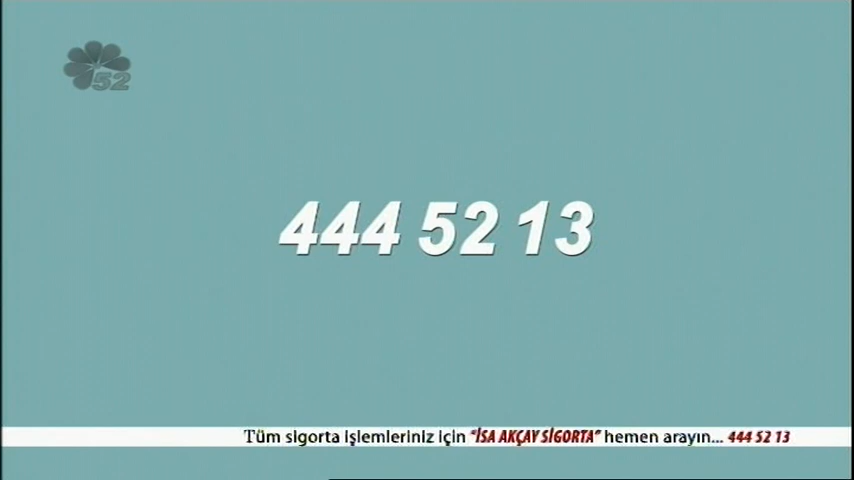 52
444 52 13
Tüm sigorta işlemleriniz için "İSA AKÇAY SİGORTA" hemen arayın... 444 52 13